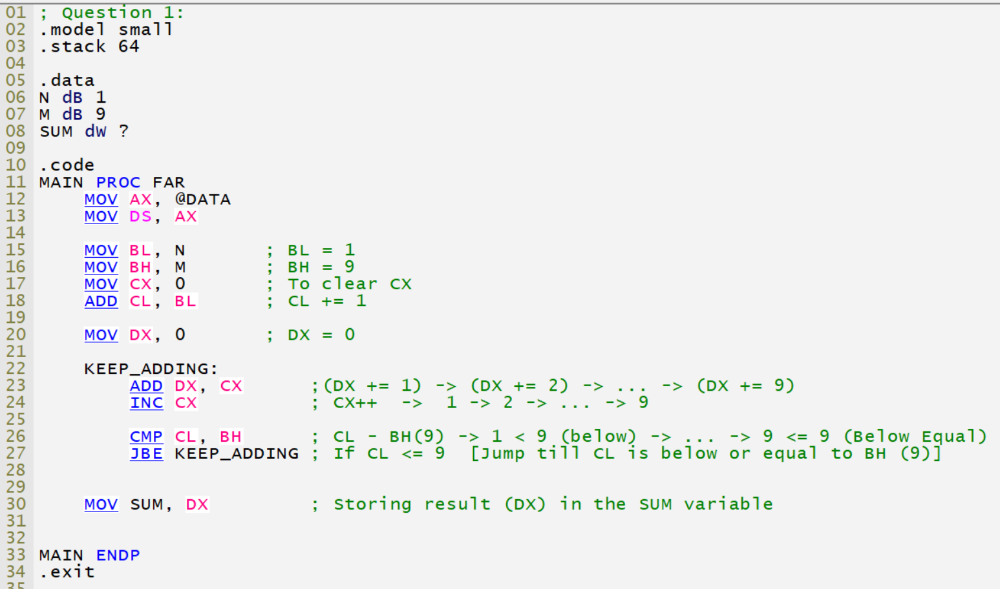 01 ; Question 1:
02 .model small
03 .stack 64
04
05 .data
06 N dB 1
07 M dB 9
08 SUM dW ?
09
10 .code
11 MAIN PROC FAR
12 MOV AX, @DATA
13 MOV DS, AX
14
15 MOV BL, N ; BL = 1
16 MOV BH, M ; BH = 9
17 MOV CX, 0 ; To clear CX
18 ADD CL, BL ; CL += 1
19
20 MOV DX, 0 ; DX = 0
21
22 KEEP_ADDING:
23 ADD DX, CX ;(DX += 1) -> (DX += 2) -> ... -> (DX += 9)
24 INC CX ; CX++ -> 1 -> 2 -> ... -> 9
25
26 CMP CL, BH ; CL - BH(9) -> 1 < 9 (below) -> ... -> 9 <= 9 (Below Equal)
27 JBE KEEP_ADDING ; If CL <= 9 [Jump till CL is below or equal to BH (9)]
28
29
30 MOV SUM, DX ; Storing result (DX) in the SUM variable
31
32
33 MAIN ENDP
34 .exit
35